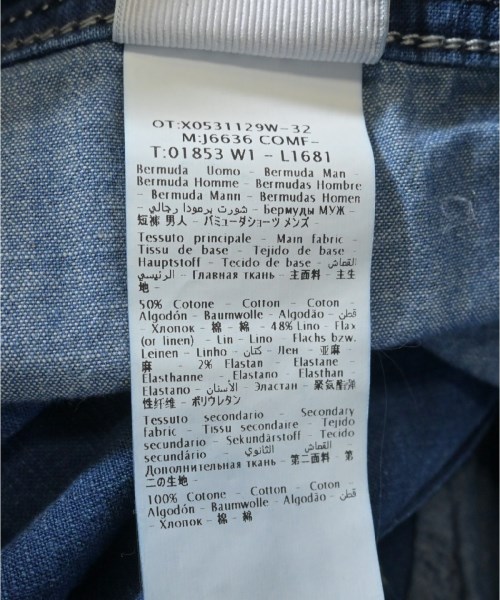 OT:X0531129W-32
M:J6636 COMF-
T:01853 W1 - L1681
Bermuda Uomo - Bermuda Man -
Bermuda Homme - Bermudas Hombre
- Bermuda Mann - Bermudas Homen
- شورت برمودا رجالي - Бермуды МУЖ -
短裤 男人 - バミューダショーツ メンズ
Tessuto principale - Main fabric -
Tissu de base - Tejido de base -
Hauptstoff - Tecido de base - القماش
الرئيسي - Главная ткань - 主面料 - 主生
地 -
50% Cotone - Cotton - Coton -
Algodón - Baumwolle - Algodão - قطن
- Хлопок - 棉 - 綿 - 48% Lino - Flax
(or linen) - Lin - Lino - Flachs bzw.
Leinen - Linho - كتان - Лен - 亚麻 -
麻 - 2% Elastan - Elastane -
Elasthanne - Elastano - Elasthan -
Elastano - الأستان - Эластан - 聚氨酯弹
性纤维 - ポリウレタン
Tessuto secondario - Secondary
fabric - Tissu secondaire - Tejido
secundario - Sekundärstoff - Tecido
secundário - القماش الثانوي -
Дополнительная ткань - 第二面料 - 第
二の生地 -
100% Cotone - Cotton - Coton -
Algodón - Baumwolle - Algodão - قطن
- Хлопок - 棉 - 綿